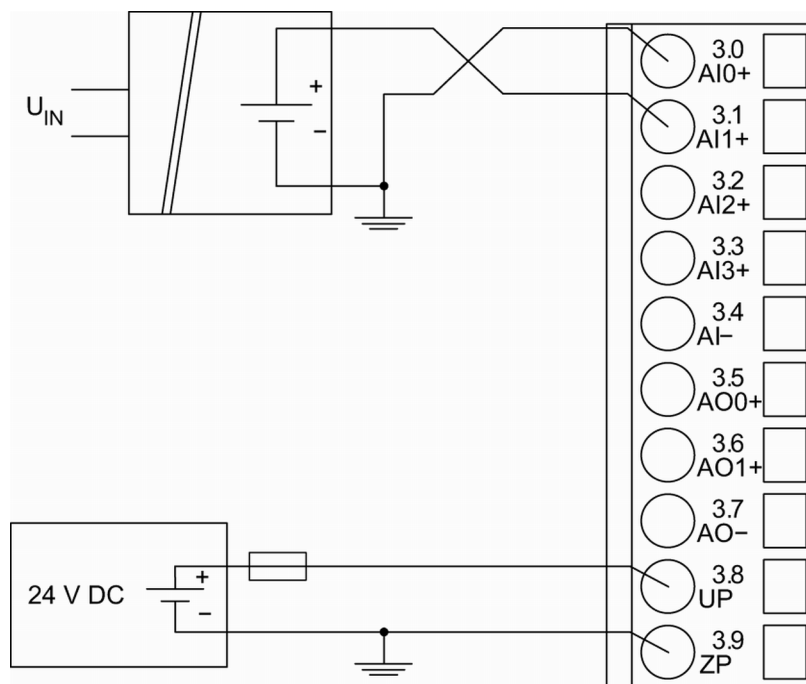 3.0
AI0+
+
U_IN
3.1
AI1+
−
3.2
AI2+
3.3
AI3+
3.4
AI−
3.5
AO0+
3.6
AO1+
3.7
AO−
+
24 V DC
3.8
UP
−
3.9
ZP